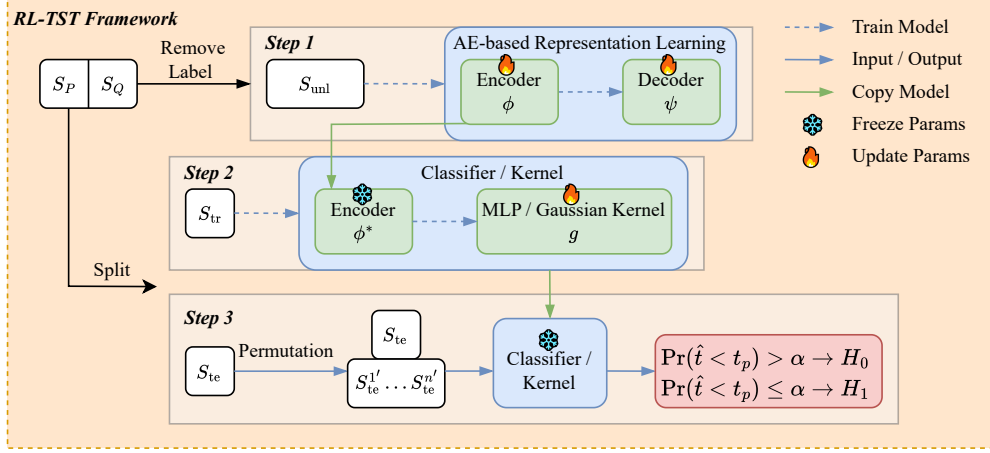 RL-TST Framework
Remove
Label
S_P S_Q
Step 1
S_unl
AE-based Representation Learning
Encoder
ϕ
Decoder
ψ
Train Model
Input / Output
Copy Model
Freeze Params
Update Params
Step 2
S_tr
Classifier / Kernel
Encoder
ϕ*
MLP / Gaussian Kernel
g
Split
Step 3
S_te
Permutation
S_te
S_te^{1'} ... S_te^{n'}
Classifier /
Kernel
Pr(t̂ < t_p) > α → H_0
Pr(t̂ < t_p) ≤ α → H_1